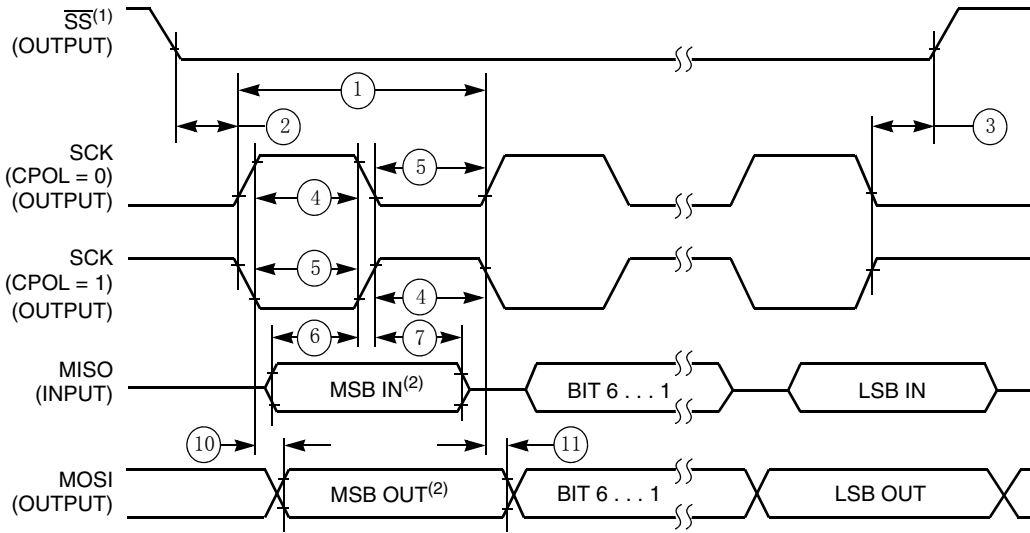 SS(1)
(OUTPUT)
1
2
3
SCK
(CPOL = 0)
(OUTPUT)
5
4
SCK
(CPOL = 1)
(OUTPUT)
5
4
6
7
MISO
(INPUT)
MSB IN(2)
BIT 6 . . . 1
LSB IN
10
11
MOSI
(OUTPUT)
MSB OUT(2)
BIT 6 . . . 1
LSB OUT